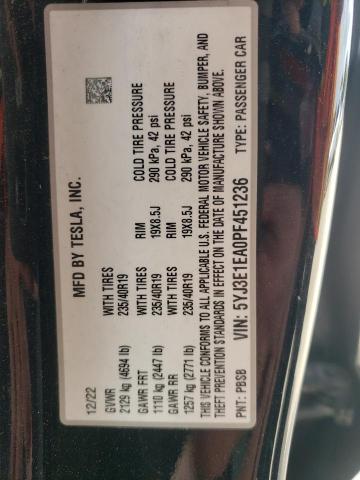 MFD BY TESLA, INC.
12/22
GVWR WITH TIRES RIM COLD TIRE PRESSURE
2129 kg (4694 lb) 235/40R19 19X8.5J 290 kPa, 42 psi
GAWR FRT WITH TIRES RIM COLD TIRE PRESSURE
1110 kg (2447 lb) 235/40R19 19X8.5J 290 kPa, 42 psi
GAWR RR
1257 kg (2771 lb)
THIS VEHICLE CONFORMS TO ALL APPLICABLE U.S. FEDERAL MOTOR VEHICLE SAFETY, BUMPER, AND
THEFT PREVENTION STANDARDS IN EFFECT ON THE DATE OF MANUFACTURE SHOWN ABOVE.
VIN: 5YJ3E1EA0PF451236
PNT: PBSB TYPE: PASSENGER CAR